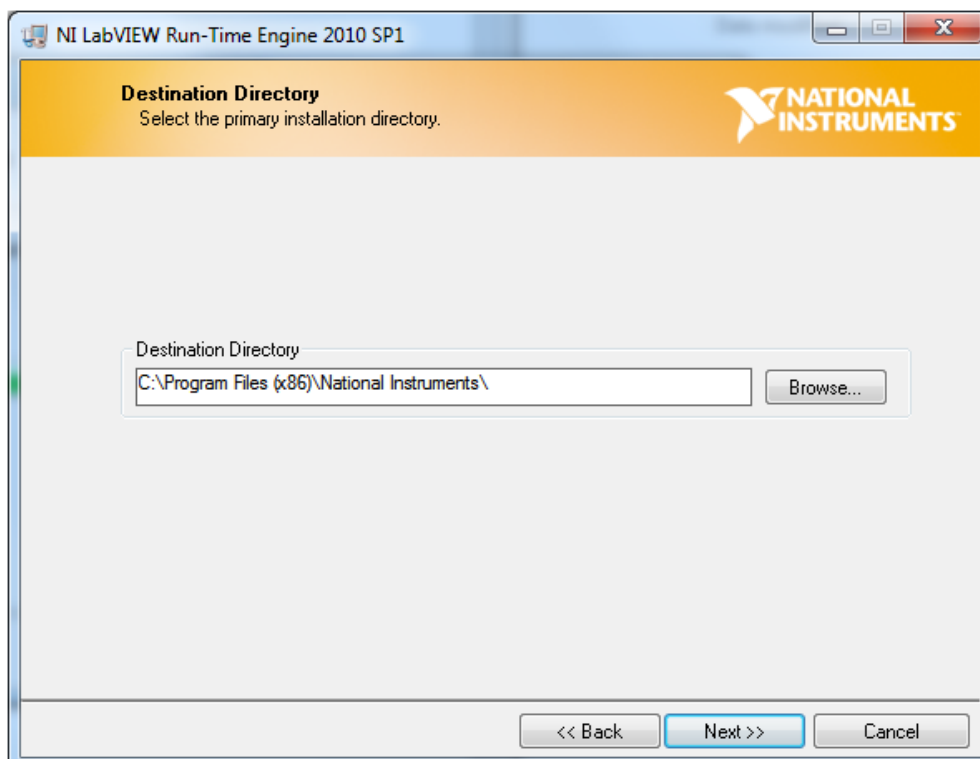 NI LabVIEW Run-Time Engine 2010 SP1
Destination Directory
Select the primary installation directory.
NATIONAL
INSTRUMENTS
Destination Directory
C:\Program Files (x86)\National Instruments\
Browse...
<< Back
Next >>
Cancel